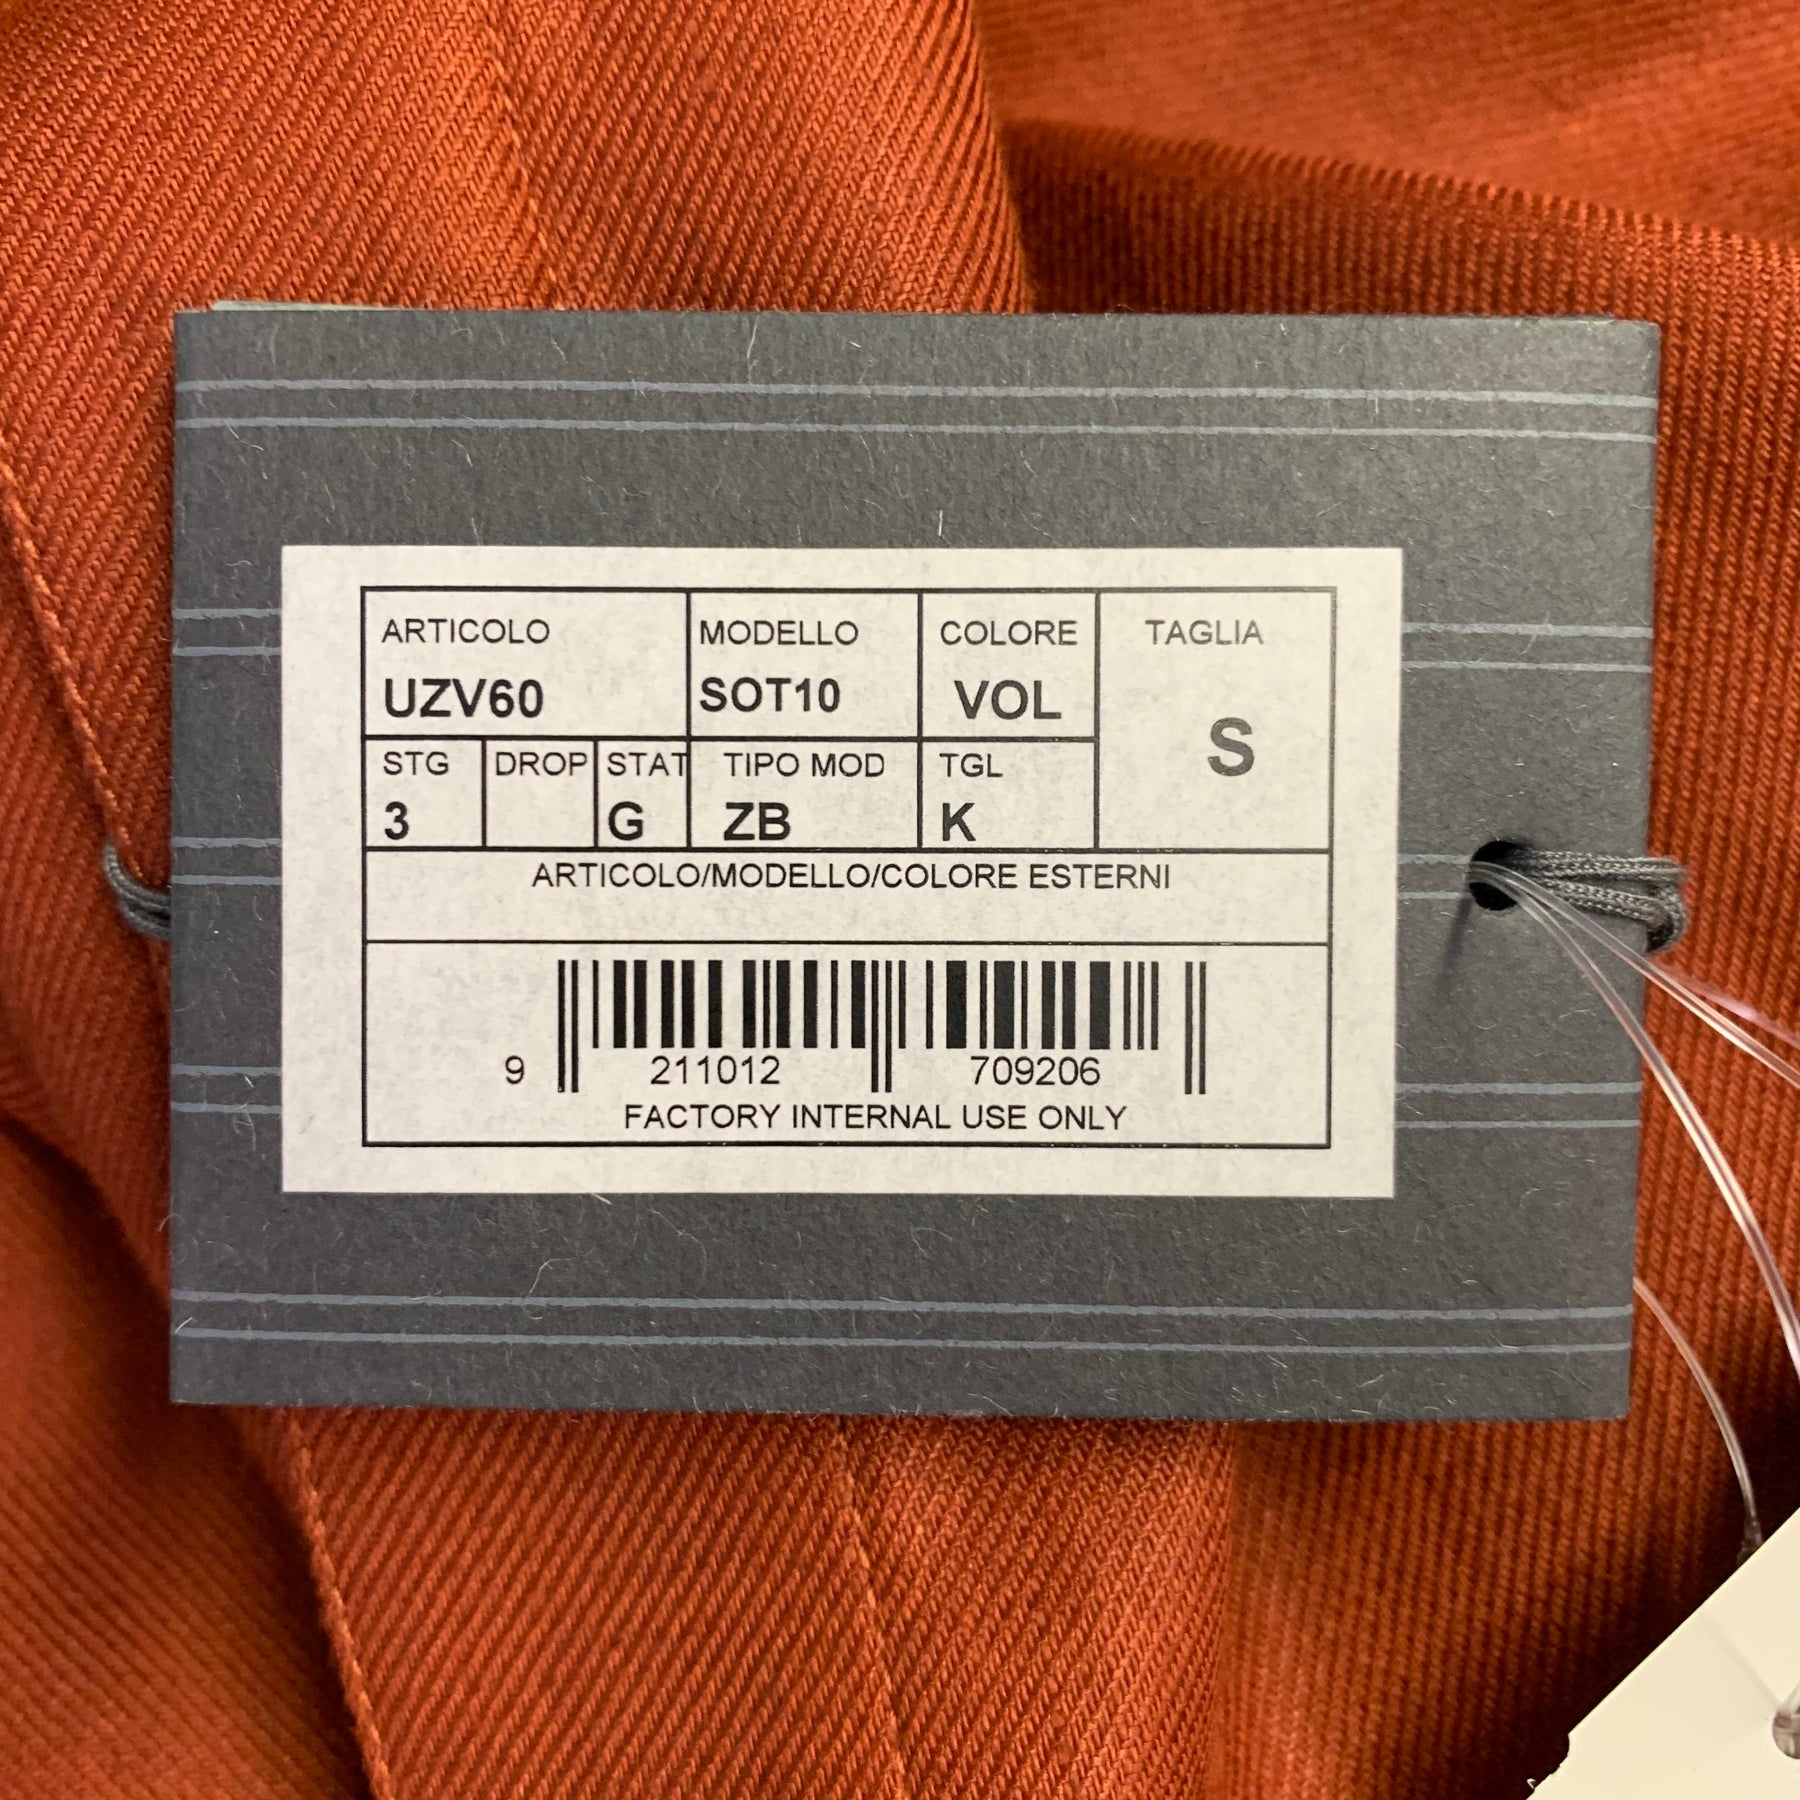 ARTICOLO MODELLO COLORE TAGLIA
UZV60 SOT10 VOL S
STG DROP STAT TIPO MOD TGL
3 G ZB K
ARTICOLO/MODELLO/COLORE ESTERNI
9 211012 709206
FACTORY INTERNAL USE ONLY